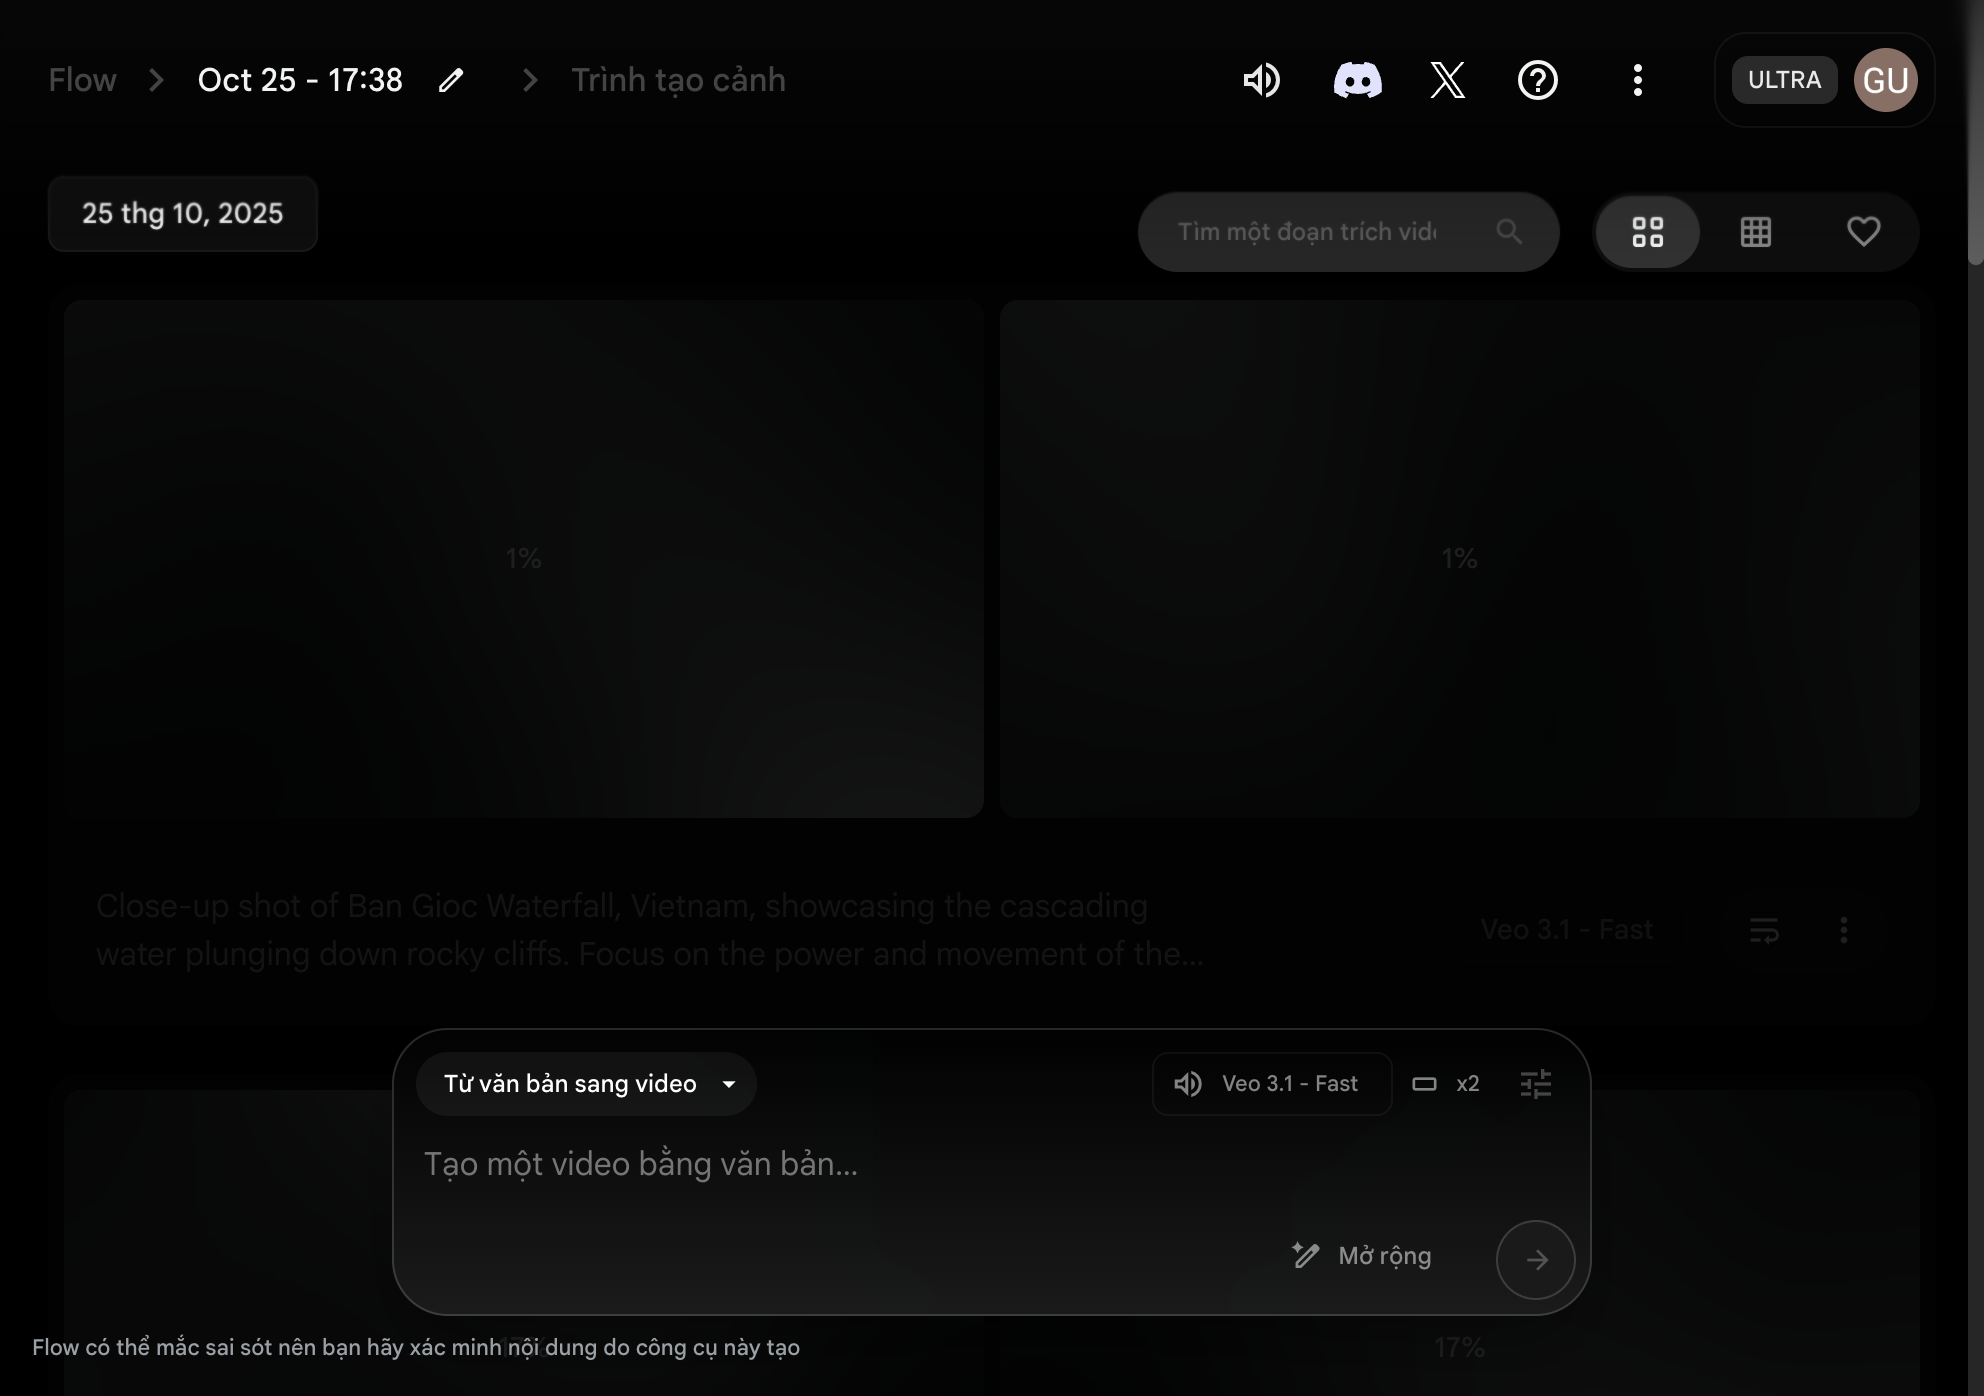 Flow
Oct 25 - 17:38
Trình tạo cảnh
ULTRA
GU
25 thg 10, 2025
Tìm một đoạn trích
1%
1%
Close-up shot of Ban Gioc Waterfall, Vietnam, showcasing the cascading
water plunging down rocky cliffs. Focus on the power and movement of the...
Veo 3.1 - Fast
Từ văn bản sang video
Veo 3.1 - Fast
x2
Tạo một video bằng văn bản...
Mở rộng
Flow có thể mắc sai sót nên bạn hãy xác minh nội dung do công cụ này tạo
17%